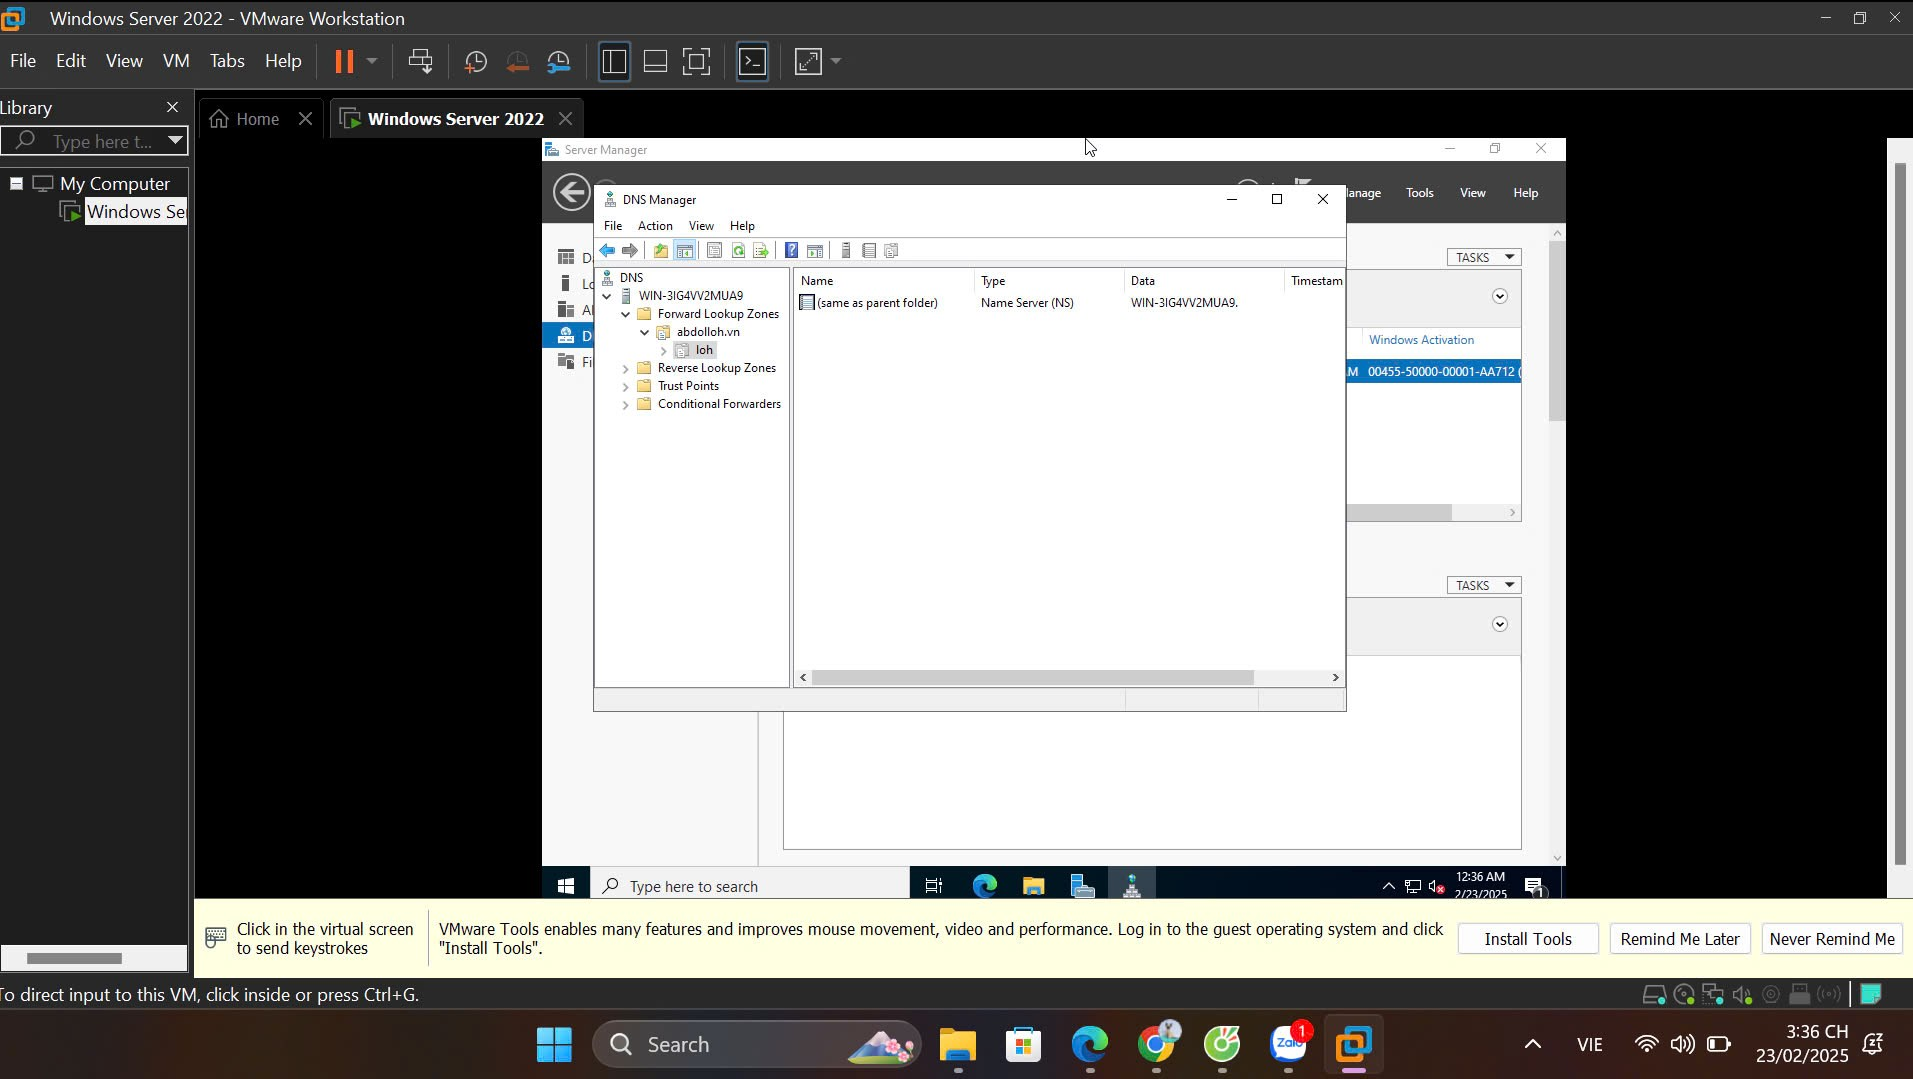 Windows Server 2022 - VMware Workstation
File Edit View VM Tabs Help
Library
Type here t...
Home
Windows Server 2022
My Computer
Windows Ser
Server Manager
anage Tools View Help
DNS Manager
File Action View Help
TASKS
DNS
WIN-3IG4VV2MUA9
Forward Lookup Zones
abdolloh.vn
loh
Reverse Lookup Zones
Trust Points
Conditional Forwarders
Name Type Data Timestam
(same as parent folder) Name Server (NS) WIN-3IG4VV2MUA9.
Windows Activation
M 00455-50000-00001-AA712 (
TASKS
Type here to search
12:36 AM
2/23/2025
1
Click in the virtual screen
to send keystrokes
VMware Tools enables many features and improves mouse movement, video and performance. Log in to the guest operating system and click
"Install Tools".
Install Tools
Remind Me Later
Never Remind Me
To direct input to this VM, click inside or press Ctrl+G.
Search
Zalo
1
VIE
3:36 CH
23/02/2025